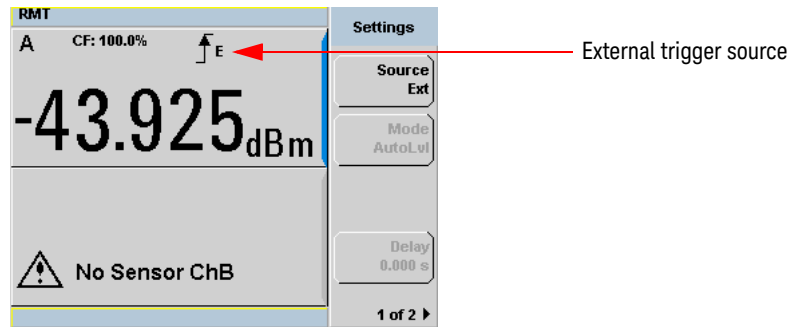 RMT
A CF: 100.0% E
-43.925dBm
No Sensor ChB
Settings
Source
Ext
Mode
AutoLvl
Delay
0.000 s
1 of 2
External trigger source